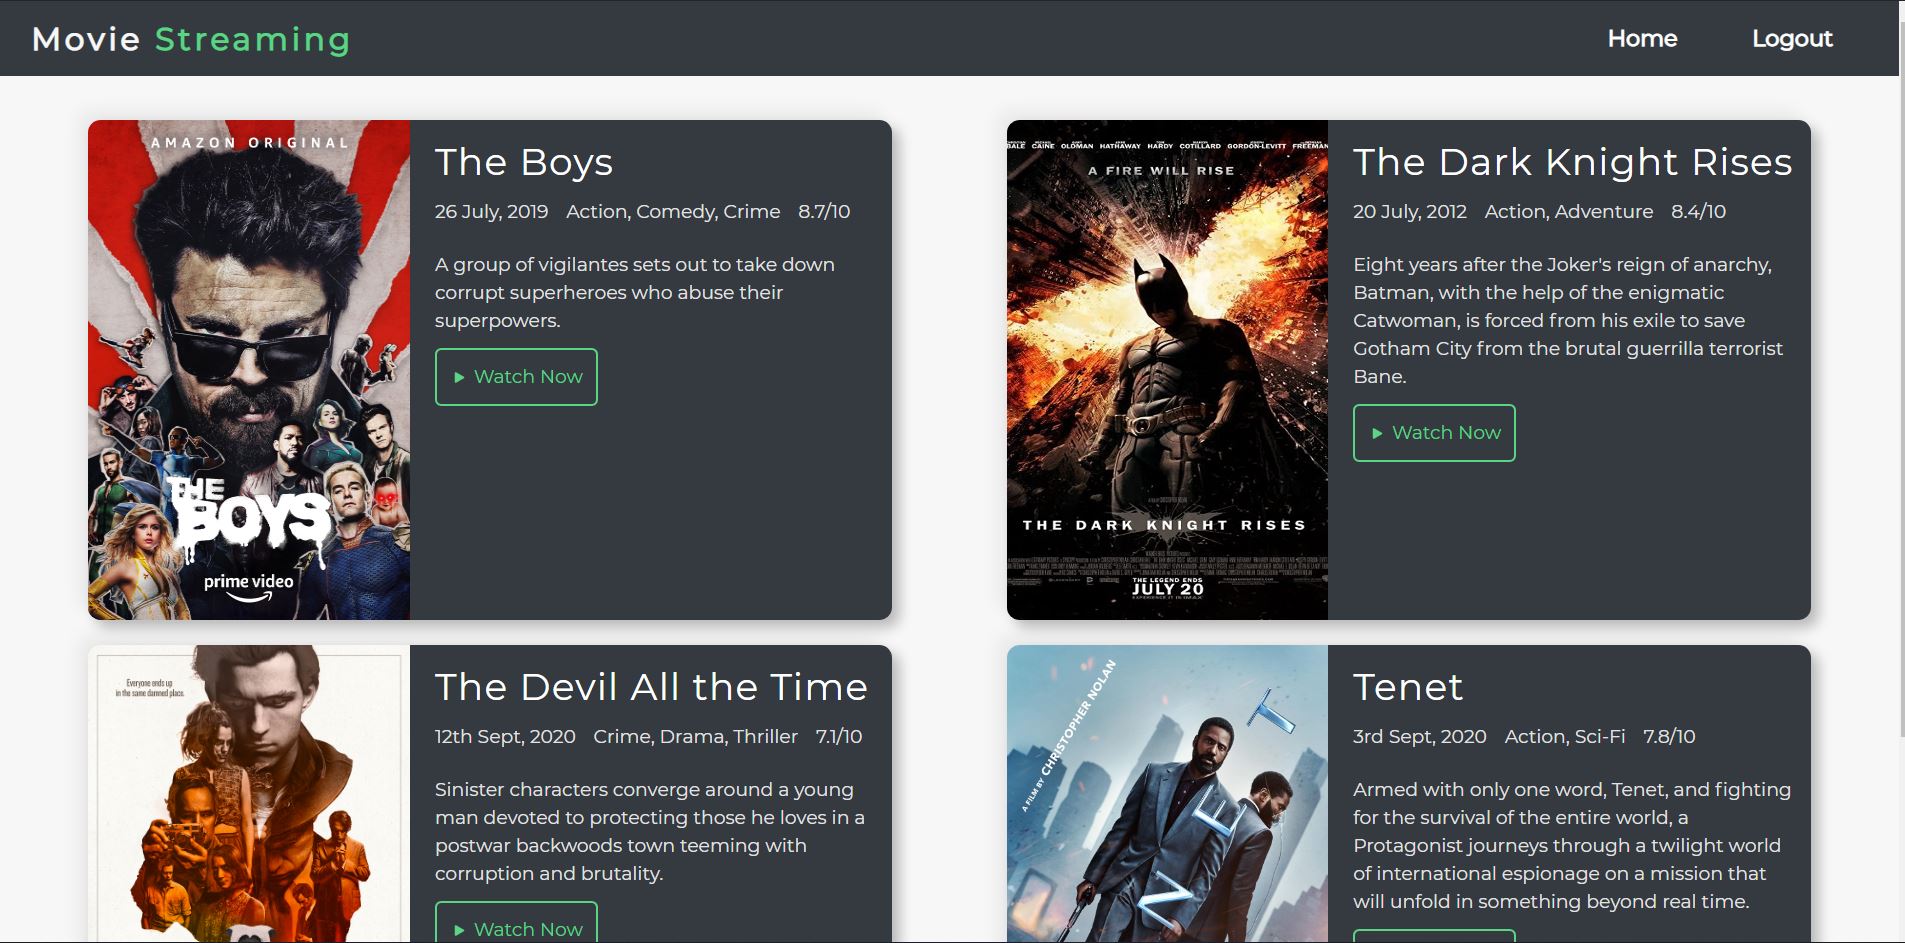 Movie Streaming
Home
Logout
AMAZON ORIGINAL
THE
BOYS
prime video
The Boys
26 July, 2019 Action, Comedy, Crime 8.7/10
A group of vigilantes sets out to take down
corrupt superheroes who abuse their
superpowers.
Watch Now
BALE CAINE OLDMAN HATHAWAY HARDY COTILLARD GORDON-LEVITT FREEMAN
A FIRE WILL RISE
THE DARK KNIGHT RISES
THE LEGEND ENDS
JULY 20
EXPERIENCE IT IN IMAX
The Dark Knight Rises
20 July, 2012 Action, Adventure 8.4/10
Eight years after the Joker's reign of anarchy,
Batman, with the help of the enigmatic
Catwoman, is forced from his exile to save
Gotham City from the brutal guerrilla terrorist
Bane.
Watch Now
Everyone ends up
in the same damned place.
The Devil All the Time
12th Sept, 2020 Crime, Drama, Thriller 7.1/10
Sinister characters converge around a young
man devoted to protecting those he loves in a
postwar backwoods town teeming with
corruption and brutality.
Watch Now
A FILM BY CHRISTOPHER NOLAN
T
E
N
Tenet
3rd Sept, 2020 Action, Sci-Fi 7.8/10
Armed with only one word, Tenet, and fighting
for the survival of the entire world, a
Protagonist journeys through a twilight world
of international espionage on a mission that
will unfold in something beyond real time.